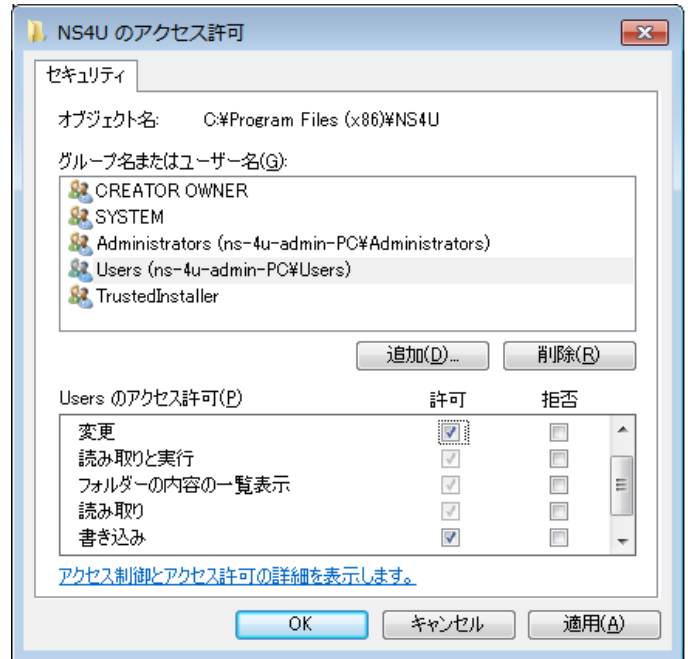 NS4U のアクセス許可
セキュリティ
オブジェクト名: C:¥Program Files (x86)¥NS4U
グループ名またはユーザー名(G):
CREATOR OWNER
SYSTEM
Administrators (ns-4u-admin-PC¥Administrators)
Users (ns-4u-admin-PC¥Users)
TrustedInstaller
追加(D)... 削除(R)
Users のアクセス許可(P) 許可 拒否
変更
読み取りと実行
フォルダーの内容の一覧表示
読み取り
書き込み
アクセス制御とアクセス許可の詳細を表示します。
OK キャンセル 適用(A)